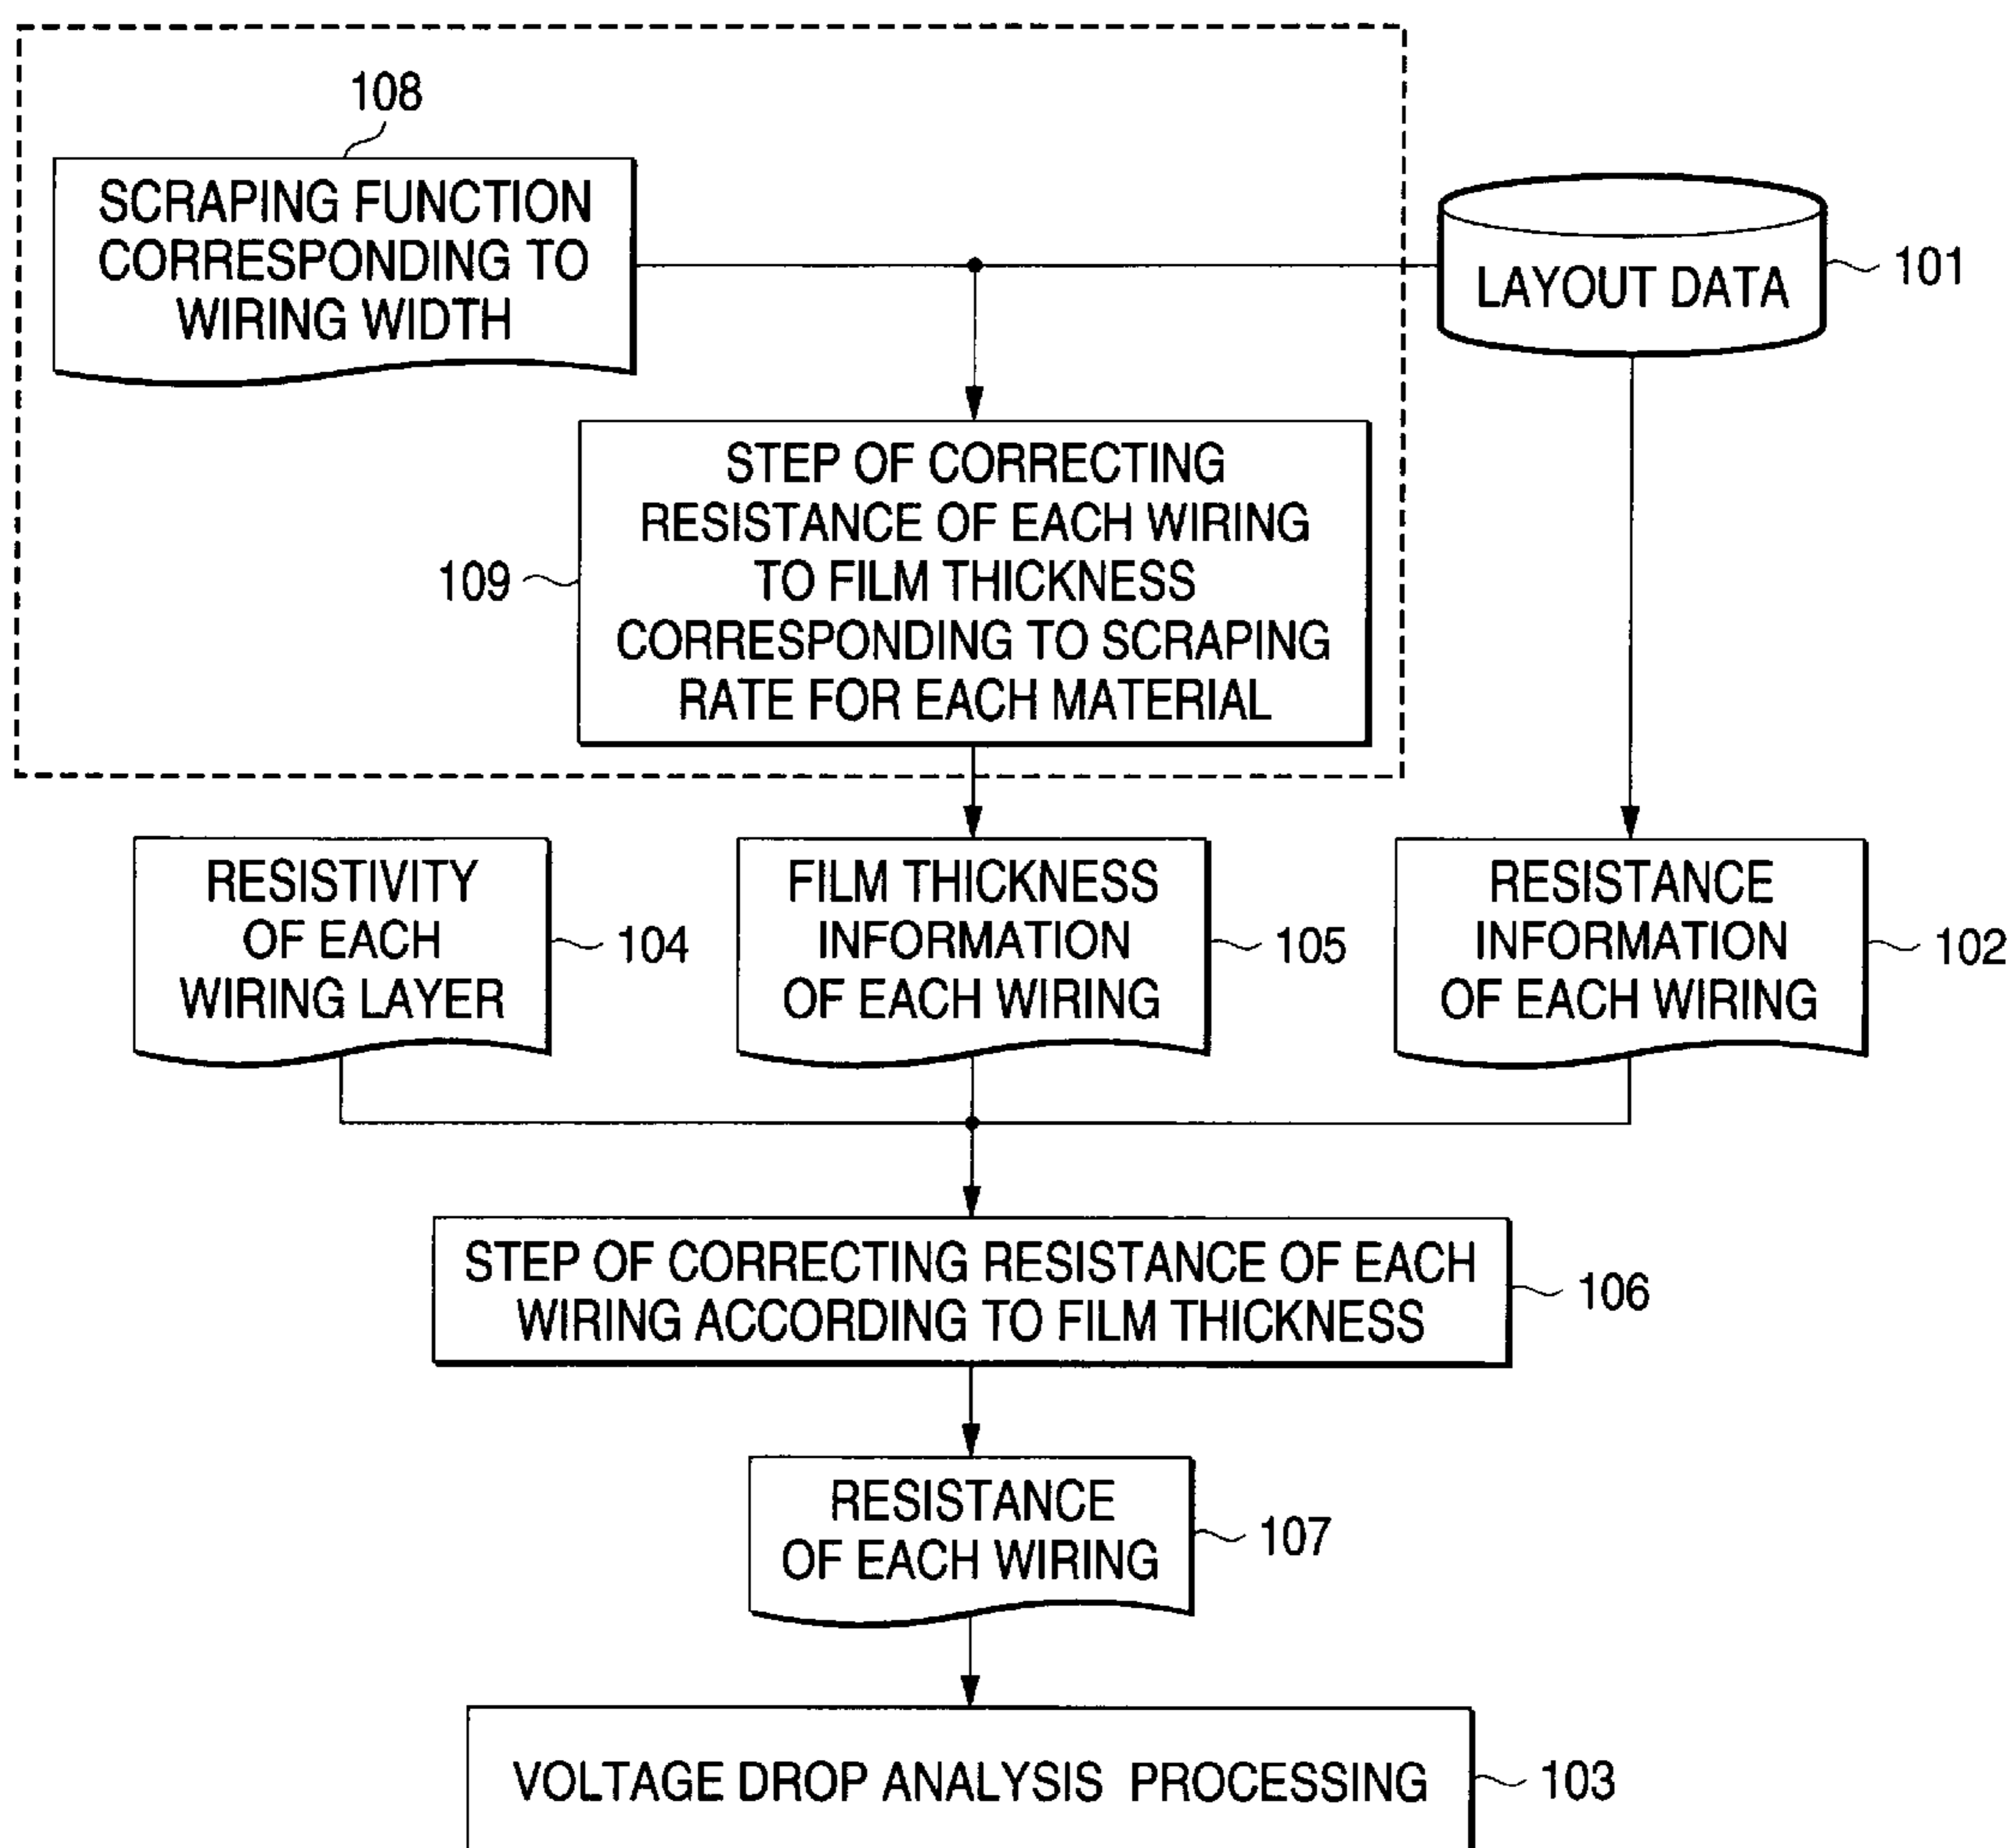 108
SCRAPING FUNCTION
CORRESPONDING TO
WIRING WIDTH
LAYOUT DATA
101
STEP OF CORRECTING
RESISTANCE OF EACH WIRING
TO FILM THICKNESS
CORRESPONDING TO SCRAPING
RATE FOR EACH MATERIAL
109
RESISTIVITY
OF EACH
WIRING LAYER
104
FILM THICKNESS
INFORMATION
OF EACH WIRING
105
RESISTANCE
INFORMATION
OF EACH WIRING
102
STEP OF CORRECTING RESISTANCE OF EACH
WIRING ACCORDING TO FILM THICKNESS
106
RESISTANCE
OF EACH WIRING
107
VOLTAGE DROP ANALYSIS PROCESSING
103